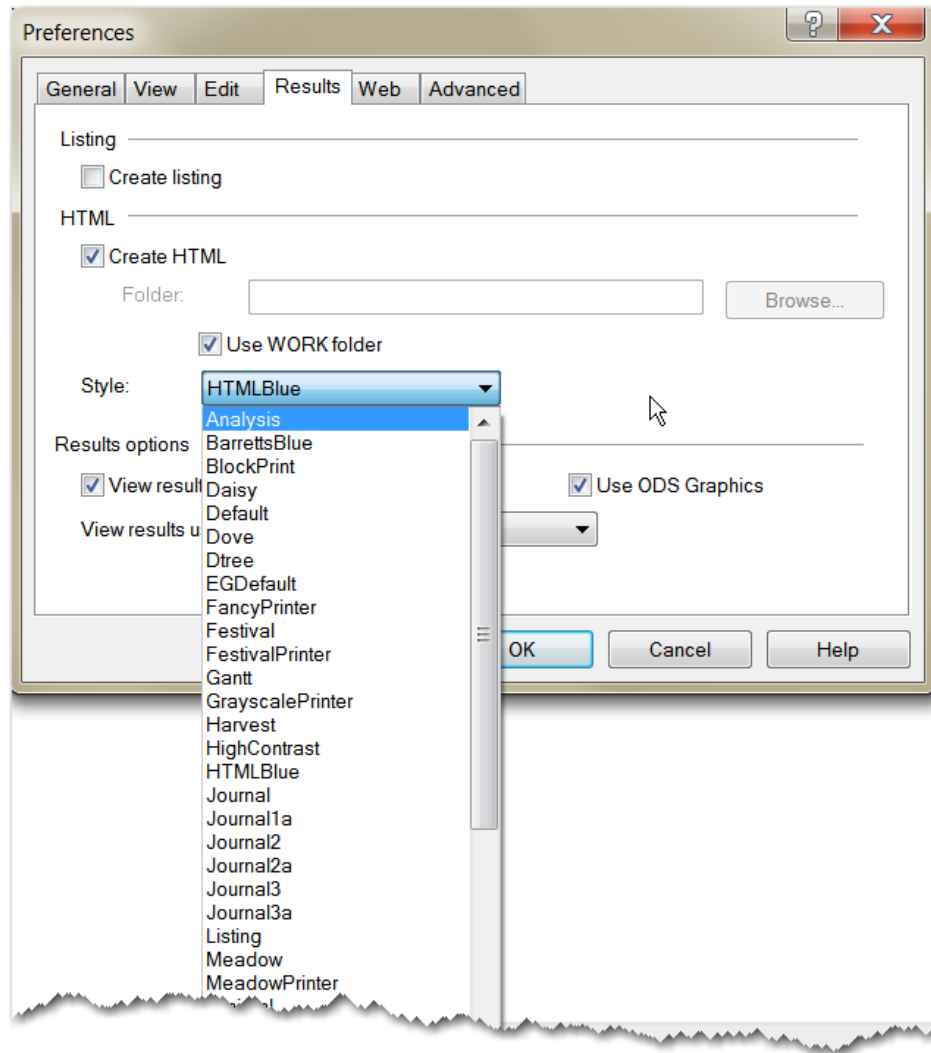 Preferences
General View Edit Results Web Advanced
Listing
Create listing
HTML
Create HTML
Folder:
Browse...
Use WORK folder
Style:
HTMLBlue
Analysis
Results options
BarrettsBlue
BlockPrint
View
Use ODS Graphics
Daisy
Default
View results
Dove
Dtree
EGDefault
FancyPrinter
Festival
FestivalPrinter
OK Cancel Help
Gantt
GrayscalePrinter
Harvest
HighContrast
HTMLBlue
Journal
Journal1a
Journal2
Journal2a
Journal3
Journal3a
Listing
Meadow
MeadowPrinter